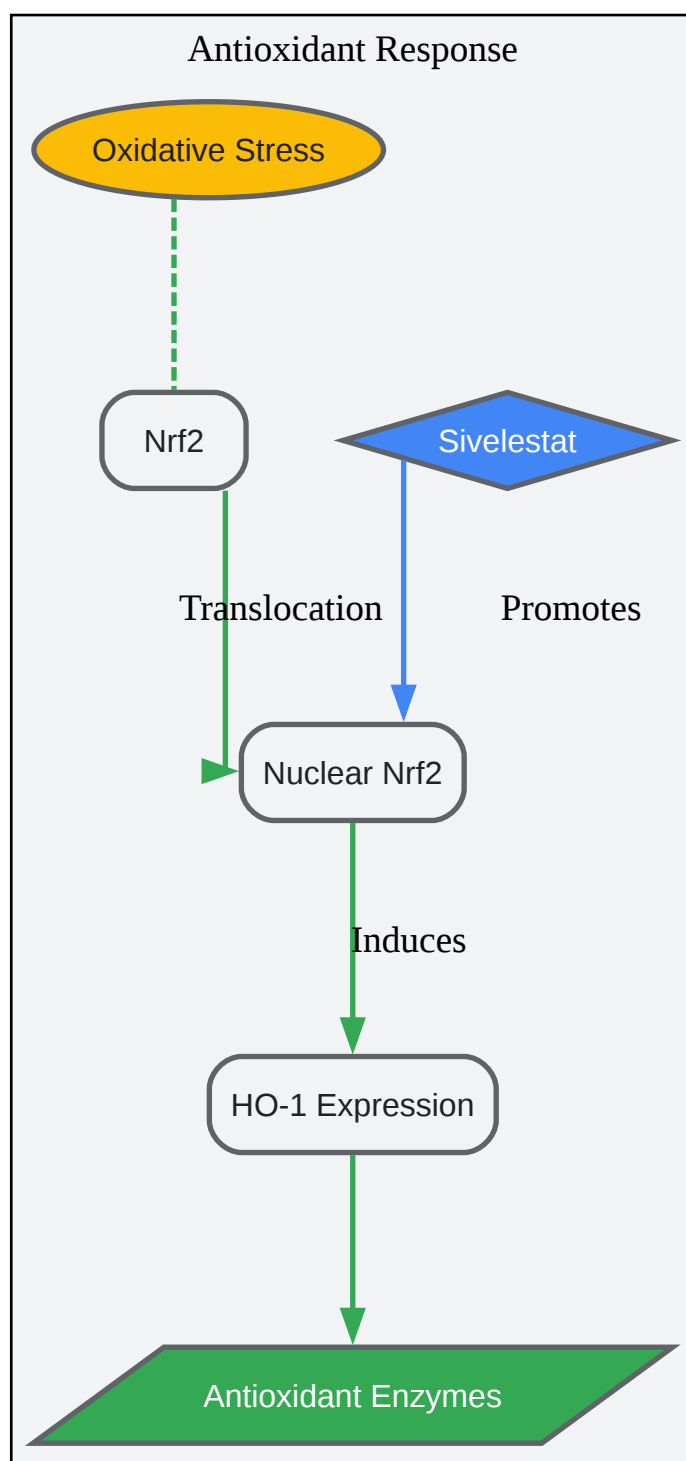 Antioxidant Response
Oxidative Stress
Nrf2
Sivelestat
Translocation
Promotes
Nuclear Nrf2
Induces
HO-1 Expression
Antioxidant Enzymes